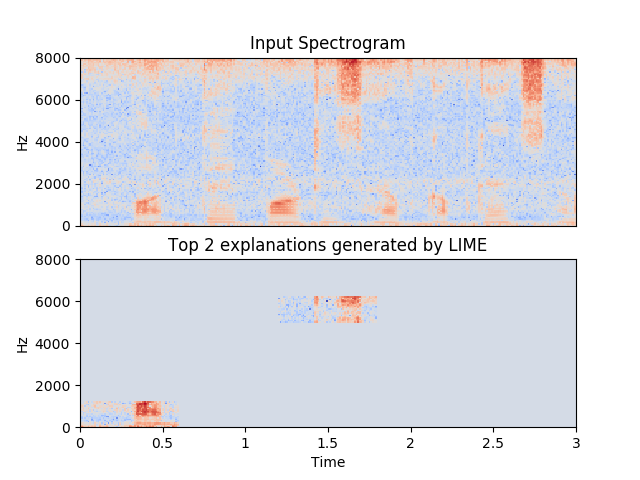 Input Spectrogram
8000
6000
4000
2000
0
Hz
Top 2 explanations generated by LIME
8000
6000
4000
2000
0
Hz
0 0.5 1 1.5 2 2.5 3
Time